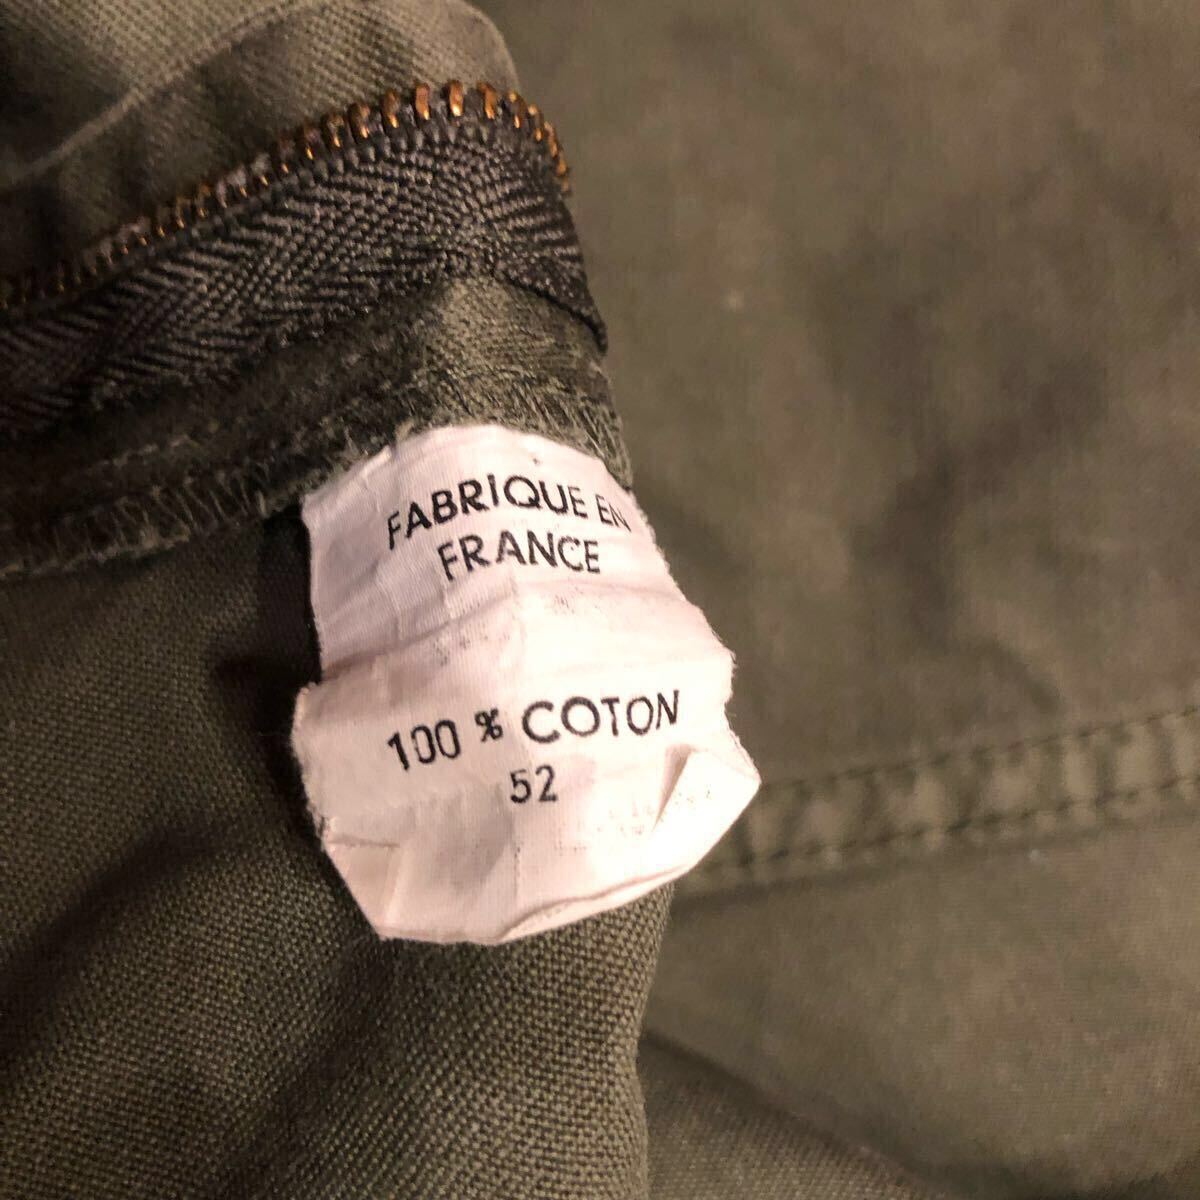 FABRIQUE EN
FRANCE
100 % COTON
52